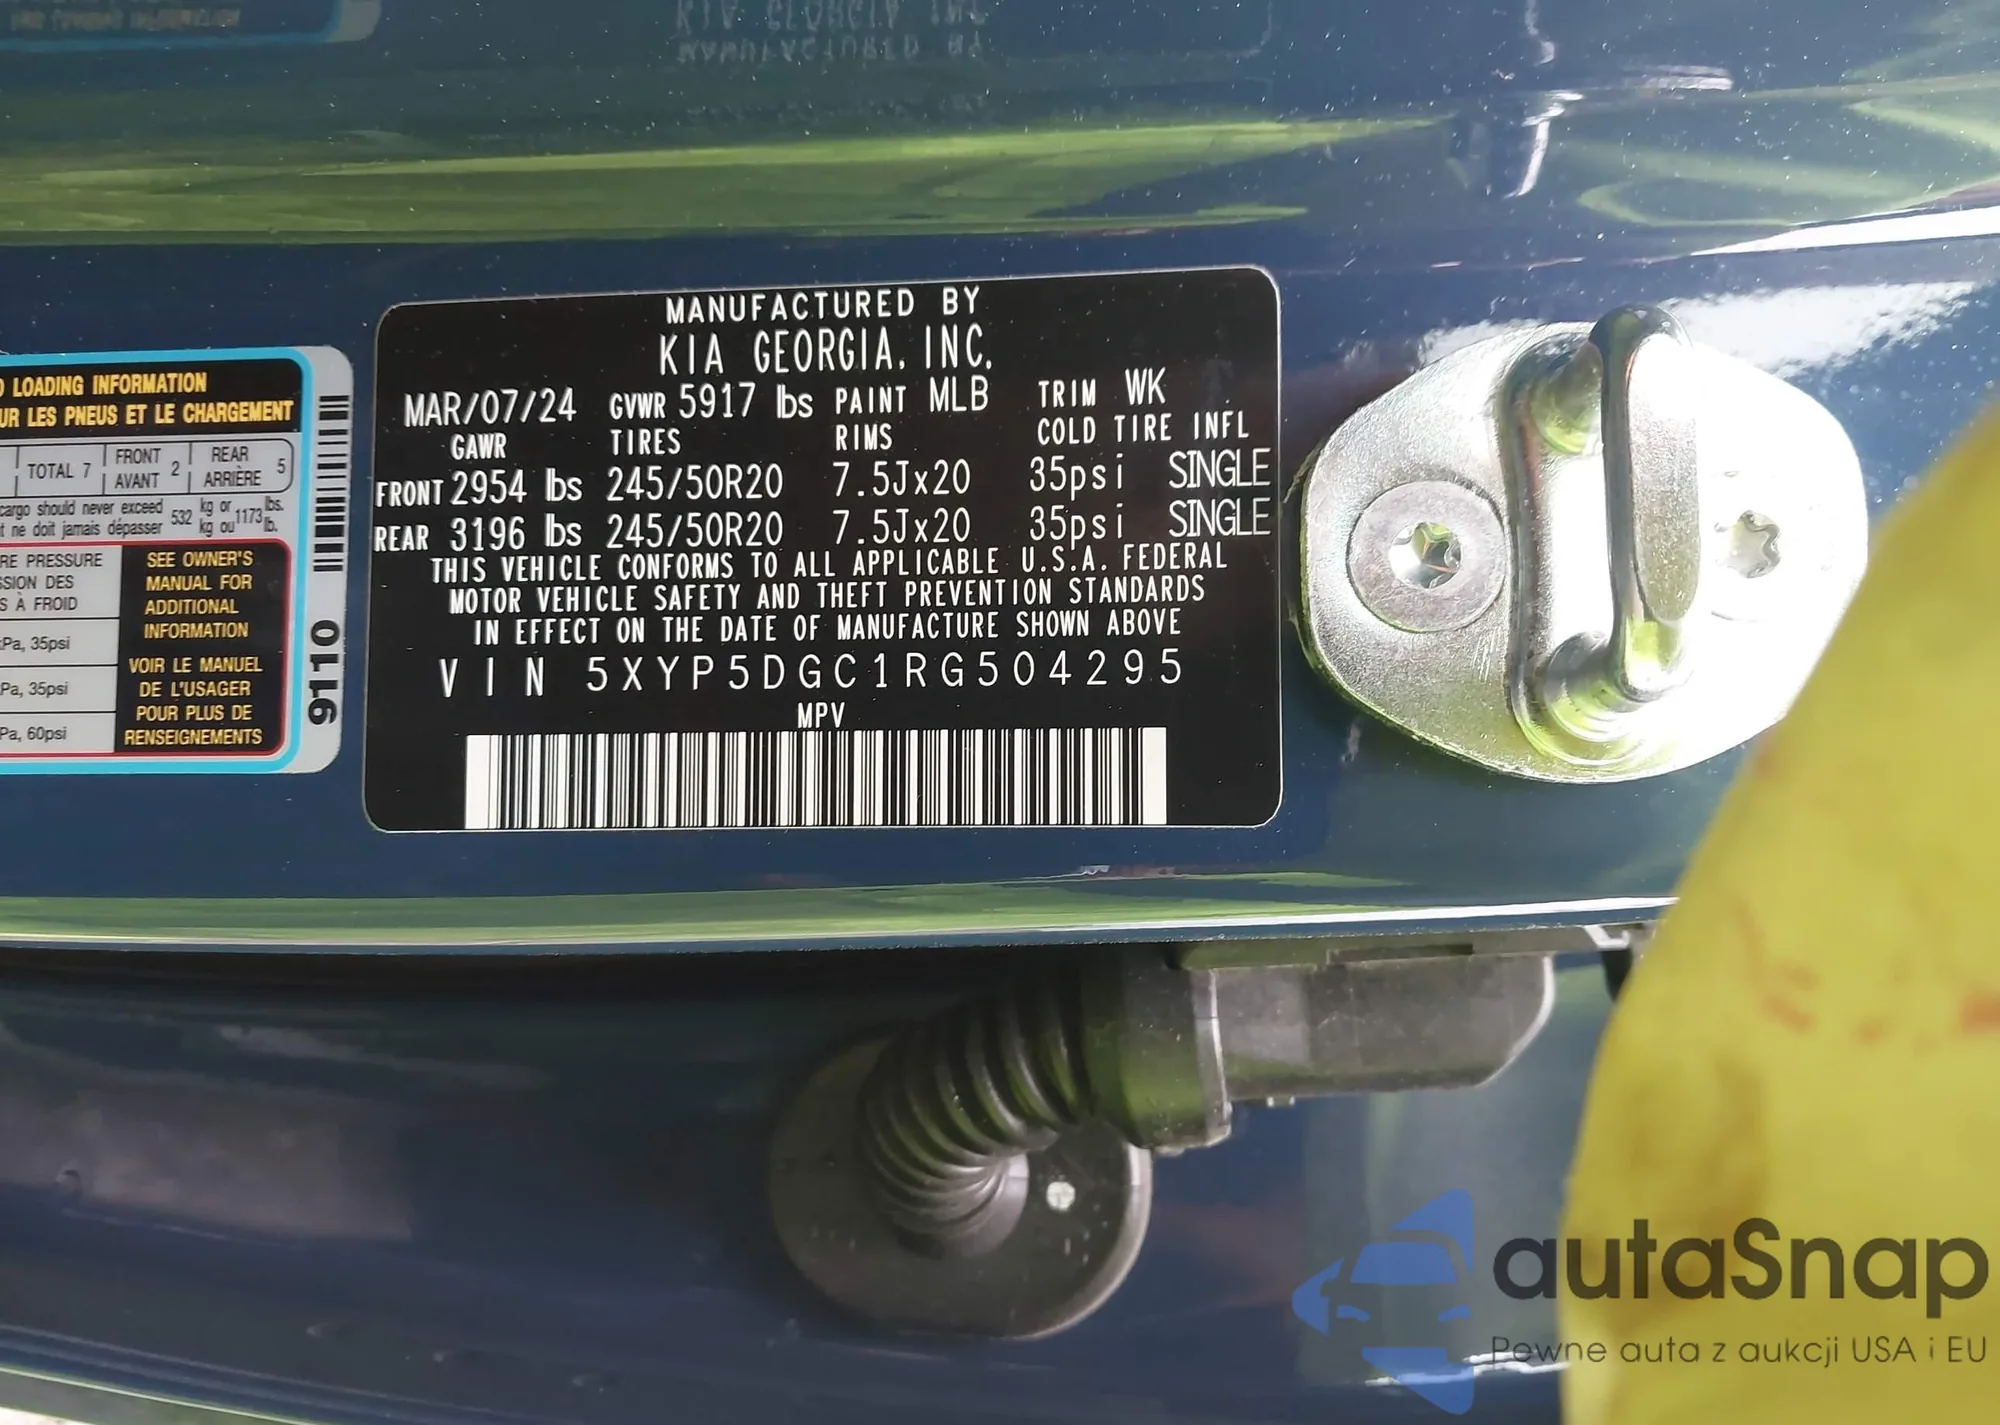 MANUFACTURED BY
KIA GEORGIA, INC.
MAR/07/24 GVWR 5917 lbs PAINT MLB TRIM WK
GAWR TIRES RIMS COLD TIRE INFL
FRONT 2954 lbs 245/50R20 7.5Jx20 35psi SINGLE
REAR 3196 lbs 245/50R20 7.5Jx20 35psi SINGLE
THIS VEHICLE CONFORMS TO ALL APPLICABLE U.S.A. FEDERAL
MOTOR VEHICLE SAFETY AND THEFT PREVENTION STANDARDS
IN EFFECT ON THE DATE OF MANUFACTURE SHOWN ABOVE
VIN 5XYP5DGC1RG504295
MPV
LOADING INFORMATION
LES PNEUS ET LE CHARGEMENT
TOTAL 7 FRONT AVANT 2 REAR ARRIÈRE 5
cargo should never exceed 532 kg or 1173 lbs.
ne doit jamais dépasser kg ou lb.
PRESSURE
DES
À FROID
35psi
35psi
60psi
SEE OWNER'S
MANUAL FOR
ADDITIONAL
INFORMATION
VOIR LE MANUEL
DE L'USAGER
POUR PLUS DE
RENSEIGNEMENTS
9110
autaSnap
Pewne auta z aukcji USA i EU